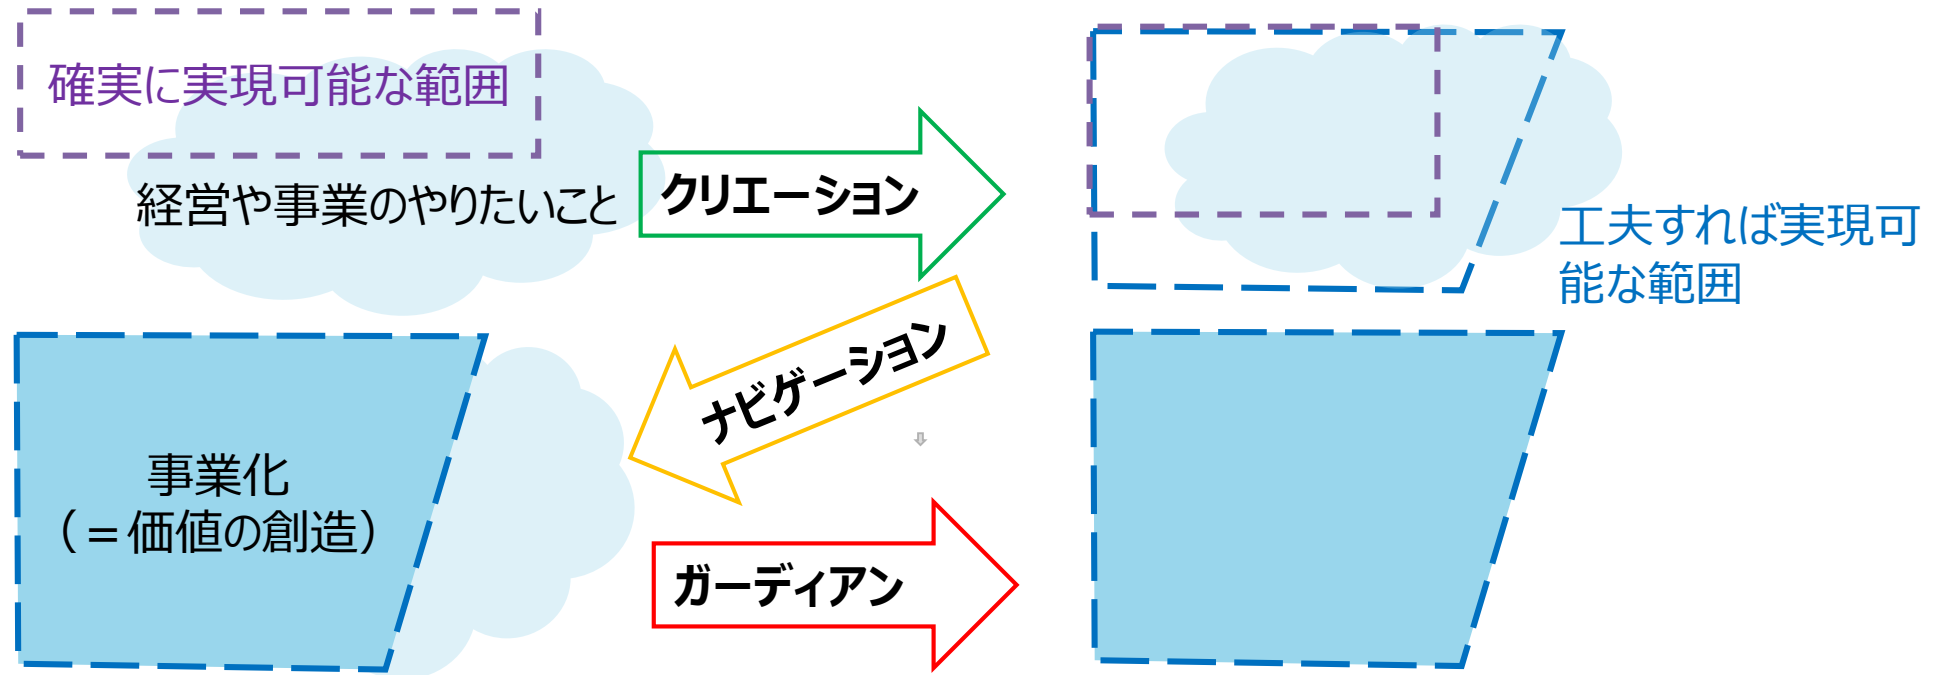 確実に実現可能な範囲
経営や事業のやりたいこと
クリエーション
工夫すれば実現可
能な範囲
ナビゲーション
事業化
（＝価値の創造）
ガーディアン